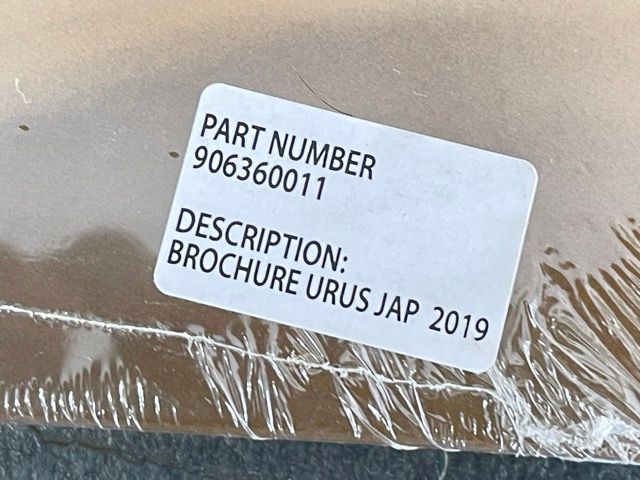 PART NUMBER
906360011
DESCRIPTION:
BROCHURE URUS JAP 2019